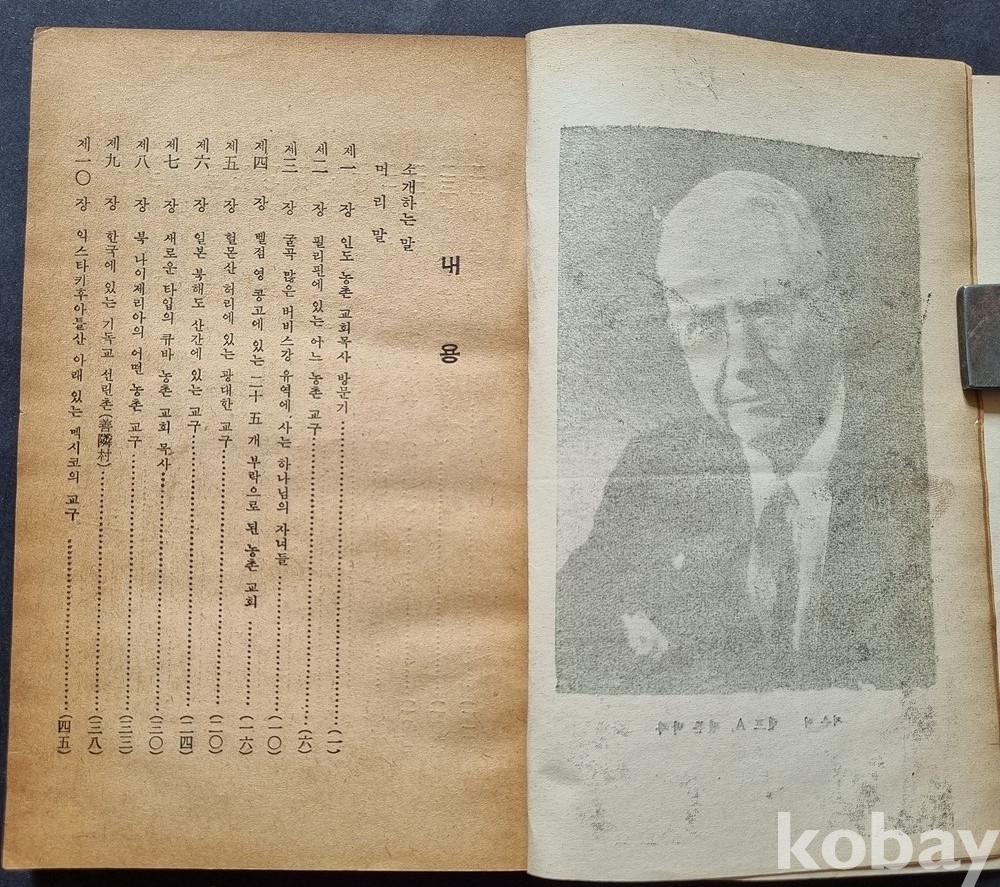 내용
소개하는 말
머리 말
제一장 인도 농촌 교회목사 방문기 (一)
제二장 필리핀에 있는 어느 농촌 교구 (六)
제三장 굴곡 많은 버비스강 유역에 사는 하나님의 자녀들 (一〇)
제四장 벨점 영 콩고에 있는 二十五개 부락으로 된 농촌 교회 (一六)
제五장 헐몬산 허리에 있는 광대한 교구 (二〇)
제六장 일본 북해도 산간에 있는 교구 (二四)
제七장 새로운 타입의 큐바 농촌 교회 목사 (三〇)
제八장 북 나이제리아의 어떤 농촌 교구 (三三)
제九장 한국에 있는 기독교 선린촌(善隣村) (三八)
제一〇장 익스타키후아틀산 아래 있는 멕시코의 교구 (四五)
A.
kobay